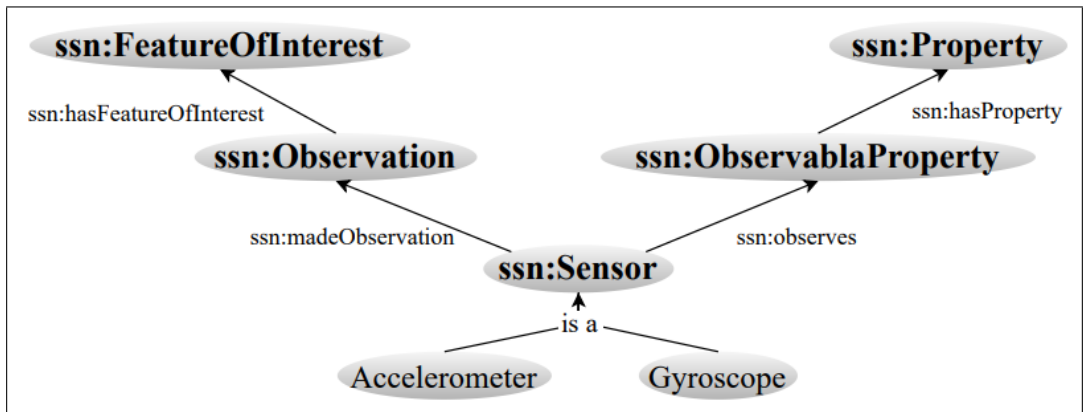 ssn:FeatureOfInterest
ssn:Property
ssn:hasFeatureOfInterest
ssn:hasProperty
ssn:Observation
ssn:ObservablaProperty
ssn:madeObservation
ssn:observes
ssn:Sensor
is a
Accelerometer
Gyroscope